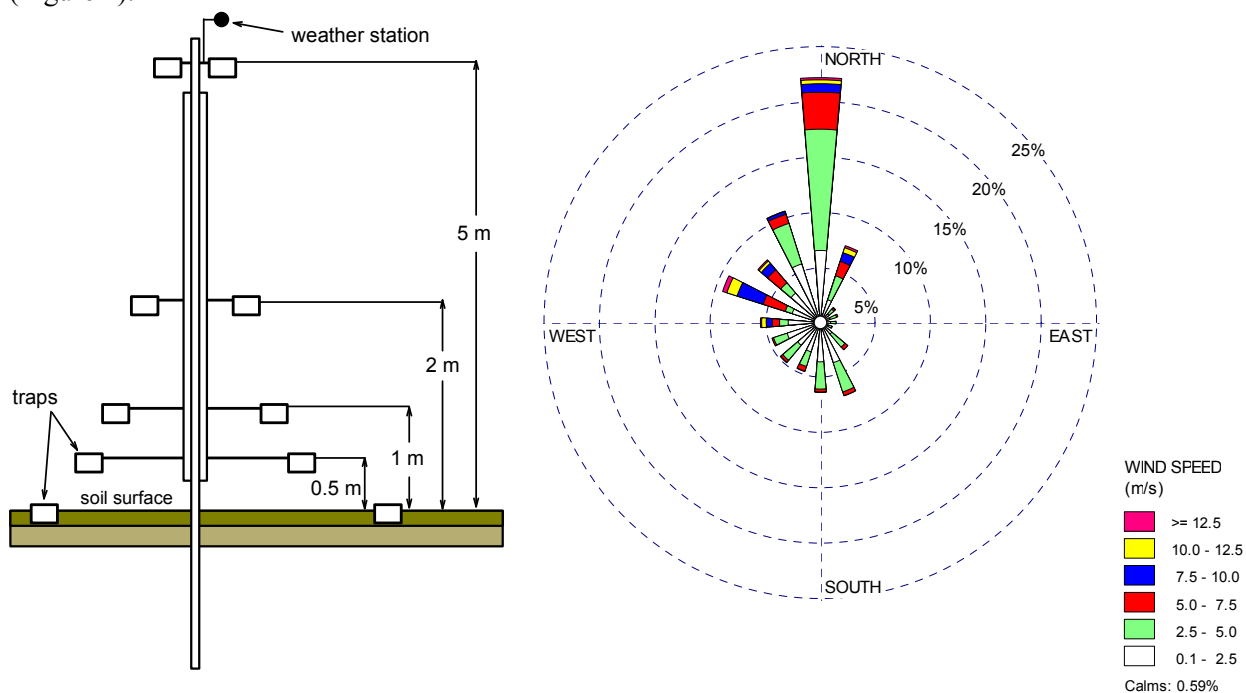 weather station
5 m
2 m
traps
1 m
0.5 m
soil surface
NORTH
25%
20%
15%
10%
5%
WEST
EAST
SOUTH
WIND SPEED
(m/s)
>= 12.5
10.0 - 12.5
7.5 - 10.0
5.0 - 7.5
2.5 - 5.0
0.1 - 2.5
Calms: 0.59%